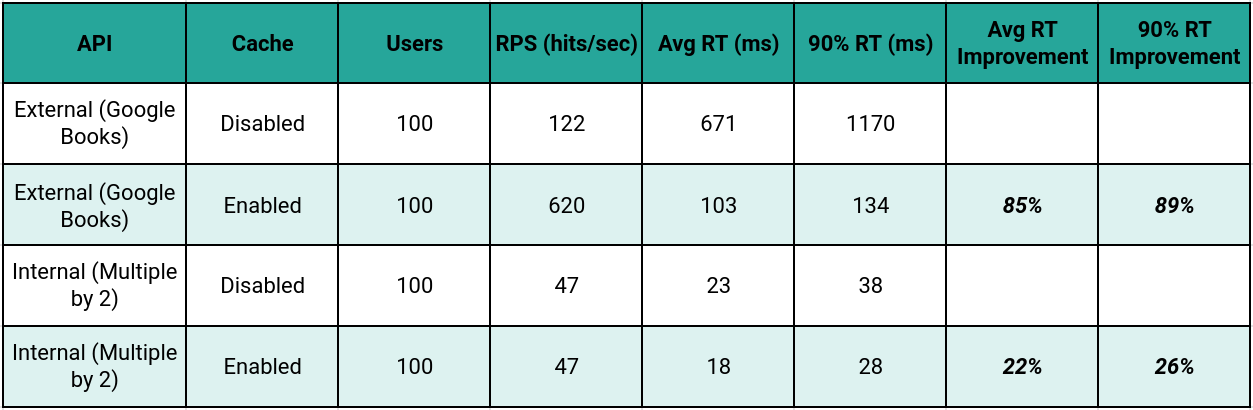 API Cache Users RPS (hits/sec) Avg RT (ms) 90% RT (ms) Avg RT Improvement 90% RT Improvement
External (Google Books) Disabled 100 122 671 1170
External (Google Books) Enabled 100 620 103 134 85% 89%
Internal (Multiple by 2) Disabled 100 47 23 38
Internal (Multiple by 2) Enabled 100 47 18 28 22% 26%